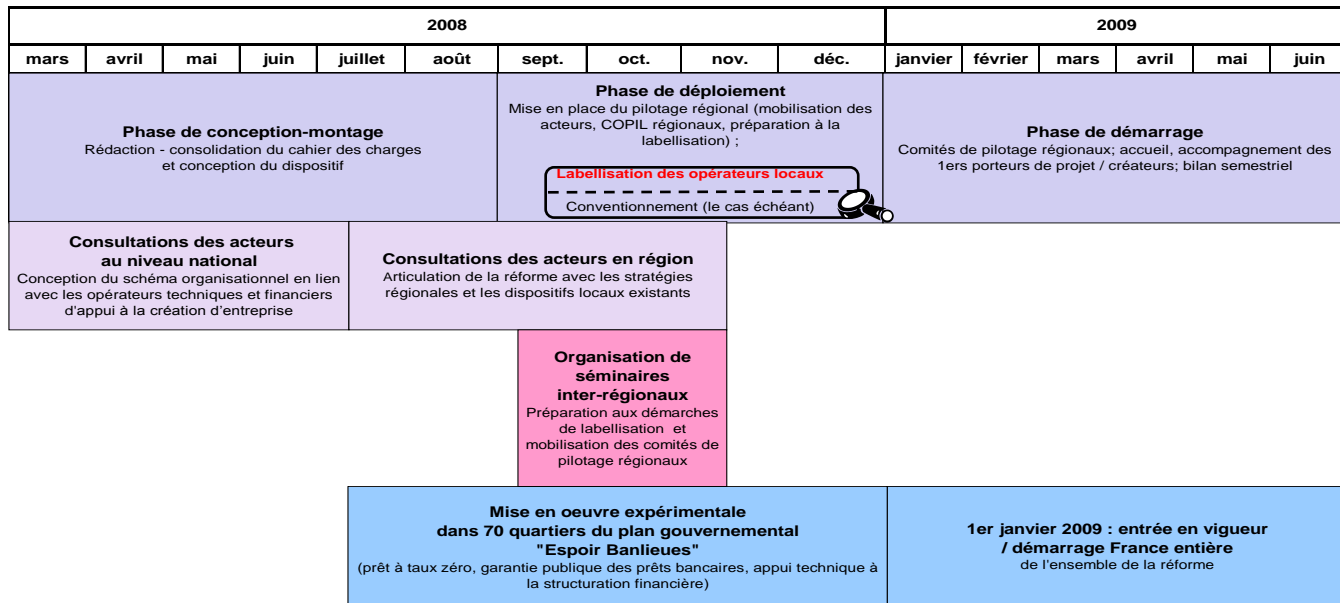 2008
2009
mars avril mai juin juillet août sept. oct. nov. déc. janvier février mars avril mai juin
Phase de conception-montage
Rédaction - consolidation du cahier des charges
et conception du dispositif
Phase de déploiement
Mise en place du pilotage régional (mobilisation des
acteurs, COPIL régionaux, préparation à la
labellisation) ;
Labellisation des opérateurs locaux
Conventionnement (le cas échéant)
Phase de démarrage
Comités de pilotage régionaux; accueil, accompagnement des
1ers porteurs de projet / créateurs; bilan semestriel
Consultations des acteurs
au niveau national
Conception du schéma organisationnel en lien
avec les opérateurs techniques et financiers
d'appui à la création d'entreprise
Consultations des acteurs en région
Articulation de la réforme avec les stratégies
régionales et les dispositifs locaux existants
Organisation de
séminaires
inter-régionaux
Préparation aux démarches
de labellisation et
mobilisation des comités de
pilotage régionaux
Mise en oeuvre expérimentale
dans 70 quartiers du plan gouvernemental
"Espoir Banlieues"
(prêt à taux zéro, garantie publique des prêts bancaires, appui technique à
la structuration financière)
1er janvier 2009 : entrée en vigueur
/ démarrage France entière
de l'ensemble de la réforme